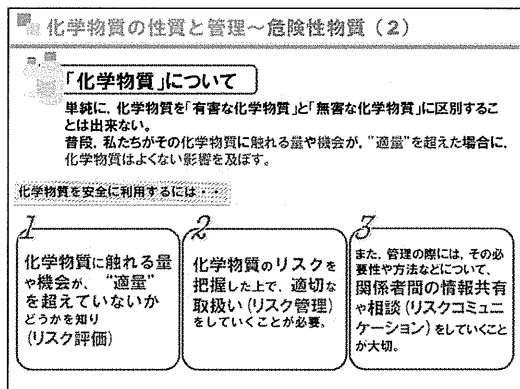 化学物質の性質と管理～危険性物質（2）
「化学物質」について
単純に、化学物質を「有害な化学物質」と「無害な化学物質」に区別するこ
とは出来ない。
普段、私たちがその化学物質に触れる量や機会が、"適量"を超えた場合に、
化学物質はよくない影響を及ぼす。
化学物質を安全に利用するには・・
1
化学物質に触れる量
や機会が、"適量"
を超えていないか
どうかを知り
(リスク評価)
2
化学物質のリスクを
把握した上で、適切な
取扱い(リスク管理)
をしていくことが必要。
3
また、管理の際には、その必
要性や方法などについて、
関係者間の情報共有
や相談(リスクコミュニ
ケーション)をしていくこと
が大切。